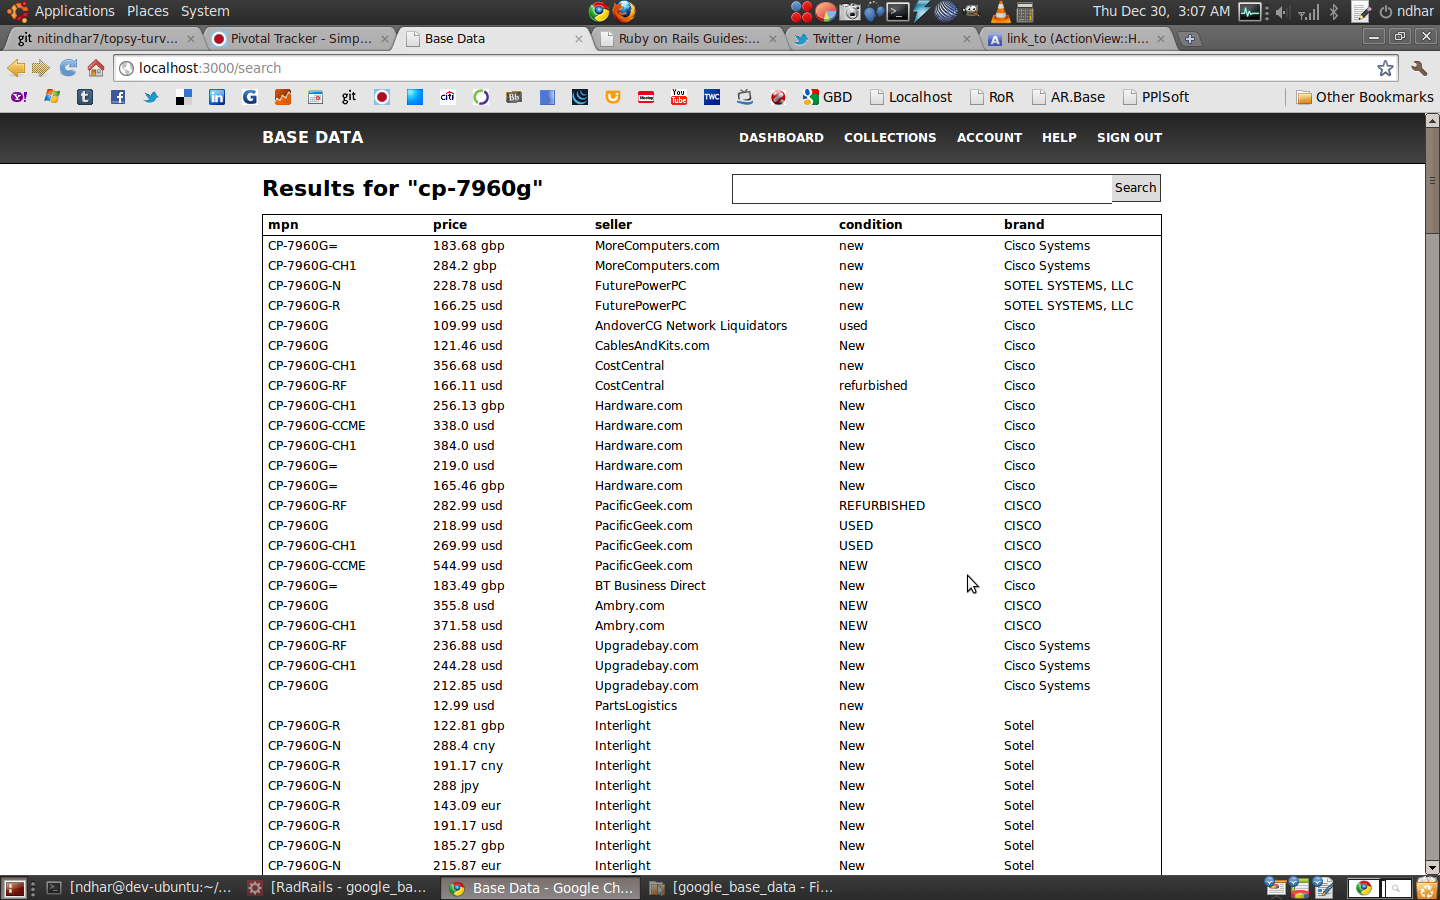 Applications Places System Thu Dec 30, 3:07 AM ndhar
git nitindhar7/topsy-turv... Pivotal Tracker - Simp... Base Data Ruby on Rails Guides:... Twitter / Home link_to (ActionView::H...
localhost:3000/search
git citi Bb You Tube TWC GBD Localhost RoR AR.Base PPlSoft Other Bookmarks
BASE DATA DASHBOARD COLLECTIONS ACCOUNT HELP SIGN OUT
Results for "cp-7960g" Search
mpn price seller condition brand
CP-7960G= 183.68 gbp MoreComputers.com new Cisco Systems
CP-7960G-CH1 284.2 gbp MoreComputers.com new Cisco Systems
CP-7960G-N 228.78 usd FuturePowerPC new SOTEL SYSTEMS, LLC
CP-7960G-R 166.25 usd FuturePowerPC new SOTEL SYSTEMS, LLC
CP-7960G 109.99 usd AndoverCG Network Liquidators used Cisco
CP-7960G 121.46 usd CablesAndKits.com New Cisco
CP-7960G-CH1 356.68 usd CostCentral new Cisco
CP-7960G-RF 166.11 usd CostCentral refurbished Cisco
CP-7960G-CH1 256.13 gbp Hardware.com New Cisco
CP-7960G-CCME 338.0 usd Hardware.com New Cisco
CP-7960G-CH1 384.0 usd Hardware.com New Cisco
CP-7960G= 219.0 usd Hardware.com New Cisco
CP-7960G= 165.46 gbp Hardware.com New Cisco
CP-7960G-RF 282.99 usd PacificGeek.com REFURBISHED CISCO
CP-7960G 218.99 usd PacificGeek.com USED CISCO
CP-7960G-CH1 269.99 usd PacificGeek.com USED CISCO
CP-7960G-CCME 544.99 usd PacificGeek.com NEW CISCO
CP-7960G= 183.49 gbp BT Business Direct New Cisco
CP-7960G 355.8 usd Ambry.com NEW CISCO
CP-7960G-CH1 371.58 usd Ambry.com NEW CISCO
CP-7960G-RF 236.88 usd Upgradebay.com New Cisco Systems
CP-7960G-CH1 244.28 usd Upgradebay.com New Cisco Systems
CP-7960G 212.85 usd Upgradebay.com New Cisco Systems
12.99 usd PartsLogistics new
CP-7960G-R 122.81 gbp Interlight New Sotel
CP-7960G-N 288.4 cny Interlight New Sotel
CP-7960G-R 191.17 cny Interlight New Sotel
CP-7960G-N 288 jpy Interlight New Sotel
CP-7960G-R 143.09 eur Interlight New Sotel
CP-7960G-R 191.17 usd Interlight New Sotel
CP-7960G-N 185.27 gbp Interlight New Sotel
CP-7960G-N 215.87 eur Interlight New Sotel
[ndhar@dev-ubuntu:~/... [RadRails - google_ba... Base Data - Google Ch... [google_base_data - Fi...